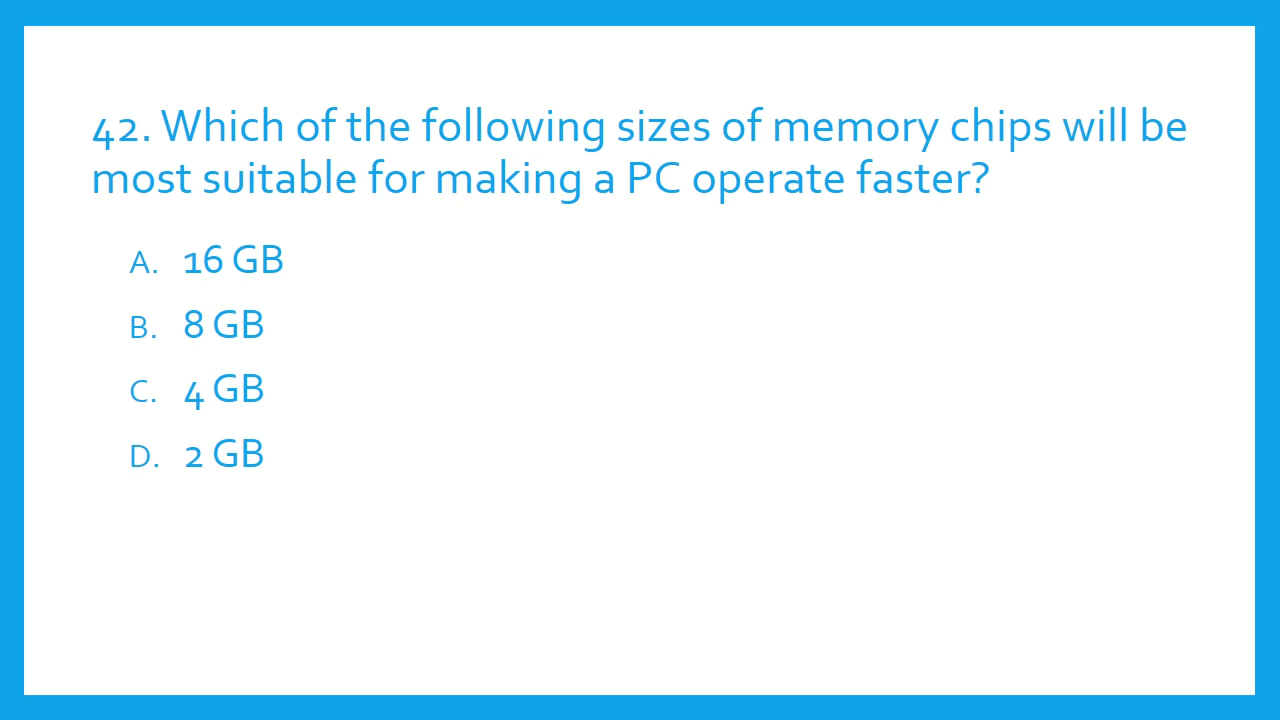 42. Which of the following sizes of memory chips will be
most suitable for making a PC operate faster?
A. 16 GB
B. 8 GB
C. 4 GB
D. 2 GB